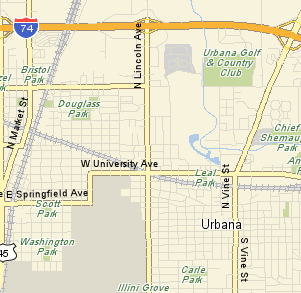 74
N Lincoln Ave
Urbana Golf
& Country
Club
Bristol
Park
Douglass
Park
N Market St
Chief
Shemau
Park
W University Ave
Leal
Park
N Vine St
E Springfield Ave
Scott
Park
Urbana
Washington
Park
45
S Vine St
Carle
Park
Illini Grove